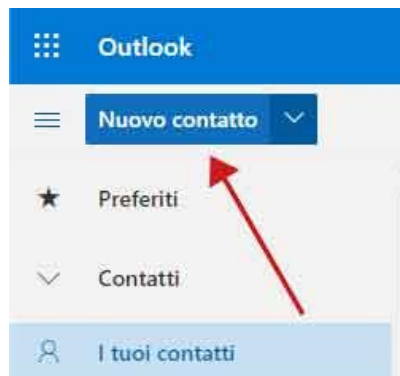 Outlook
Nuovo contatto
Preferiti
Contatti
I tuoi contatti